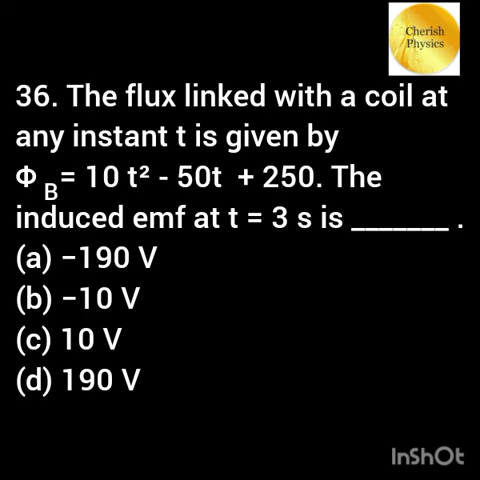 Cherish
Physics
36. The flux linked with a coil at
any instant t is given by
Φ B= 10 t² - 50t + 250. The
induced emf at t = 3 s is _______ .
(a) −190 V
(b) −10 V
(c) 10 V
(d) 190 V
InShOt